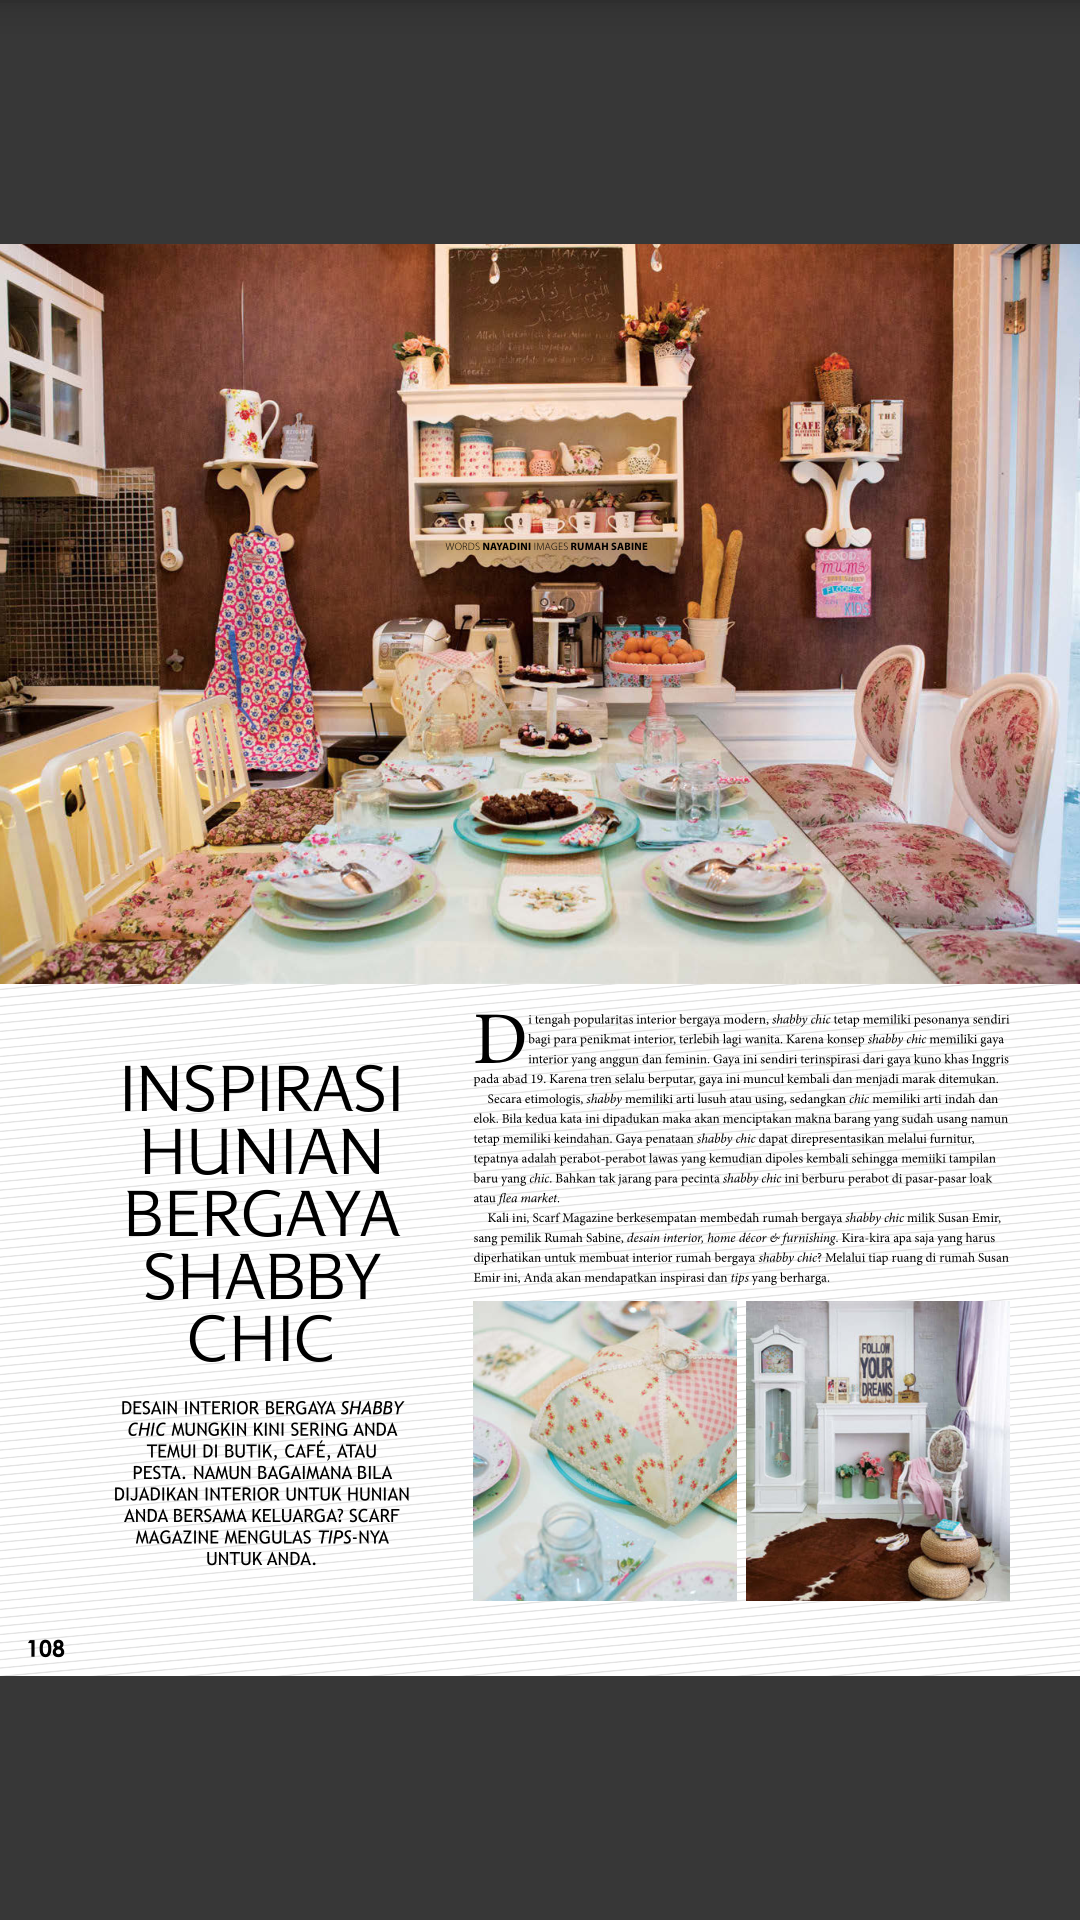 DOA SEBELUM MAKAN
CAFE
THÉ
GOOD
mums
FLOORS
KIDS
WORDS NAYADINI IMAGES RUMAH SABINE
INSPIRASI
HUNIAN
BERGAYA
SHABBY
CHIC
DESAIN INTERIOR BERGAYA SHABBY
CHIC MUNGKIN KINI SERING ANDA
TEMUI DI BUTIK, CAFÉ, ATAU
PESTA. NAMUN BAGAIMANA BILA
DIJADIKAN INTERIOR UNTUK HUNIAN
ANDA BERSAMA KELUARGA? SCARF
MAGAZINE MENGULAS TIPS-NYA
UNTUK ANDA.
Di tengah popularitas interior bergaya modern, shabby chic tetap memiliki pesonanya sendiri
bagi para penikmat interior, terlebih lagi wanita. Karena konsep shabby chic memiliki gaya
interior yang anggun dan feminin. Gaya ini sendiri terinspirasi dari gaya kuno khas Inggris
pada abad 19. Karena tren selalu berputar, gaya ini muncul kembali dan menjadi marak ditemukan.
Secara etimologis, shabby memiliki arti lusuh atau using, sedangkan chic memiliki arti indah dan
elok. Bila kedua kata ini dipadukan maka akan menciptakan makna barang yang sudah usang namun
tetap memiliki keindahan. Gaya penataan shabby chic dapat direpresentasikan melalui furnitur,
tepatnya adalah perabot-perabot lawas yang kemudian dipoles kembali sehingga memiiki tampilan
baru yang chic. Bahkan tak jarang para pecinta shabby chic ini berburu perabot di pasar-pasar loak
atau flea market.
Kali ini, Scarf Magazine berkesempatan membedah rumah bergaya shabby chic milik Susan Emir,
sang pemilik Rumah Sabine, desain interior, home décor & furnishing. Kira-kira apa saja yang harus
diperhatikan untuk membuat interior rumah bergaya shabby chic? Melalui tiap ruang di rumah Susan
Emir ini, Anda akan mendapatkan inspirasi dan tips yang berharga.
FOLLOW
YOUR
DREAMS
108